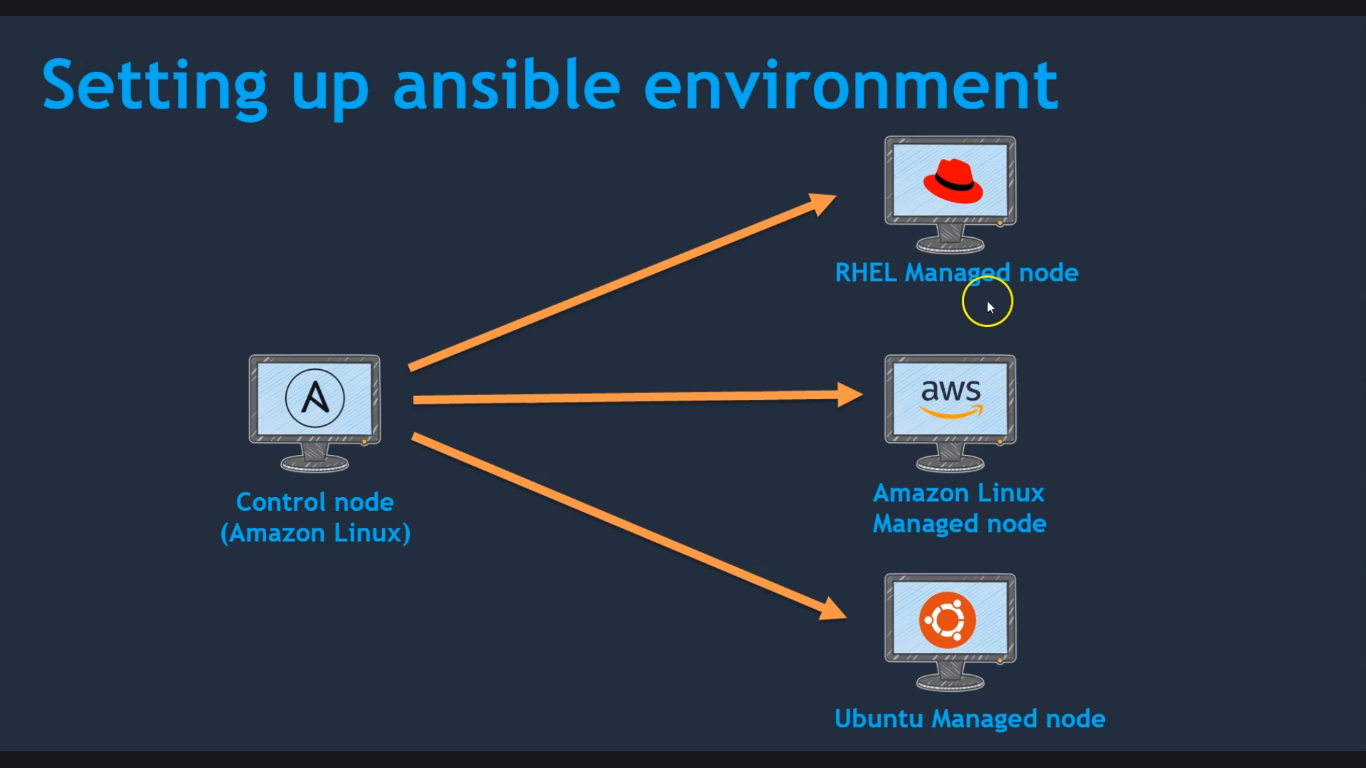 Setting up ansible environment
RHEL Managed node
aws
Control node
(Amazon Linux)
Amazon Linux
Managed node
Ubuntu Managed node